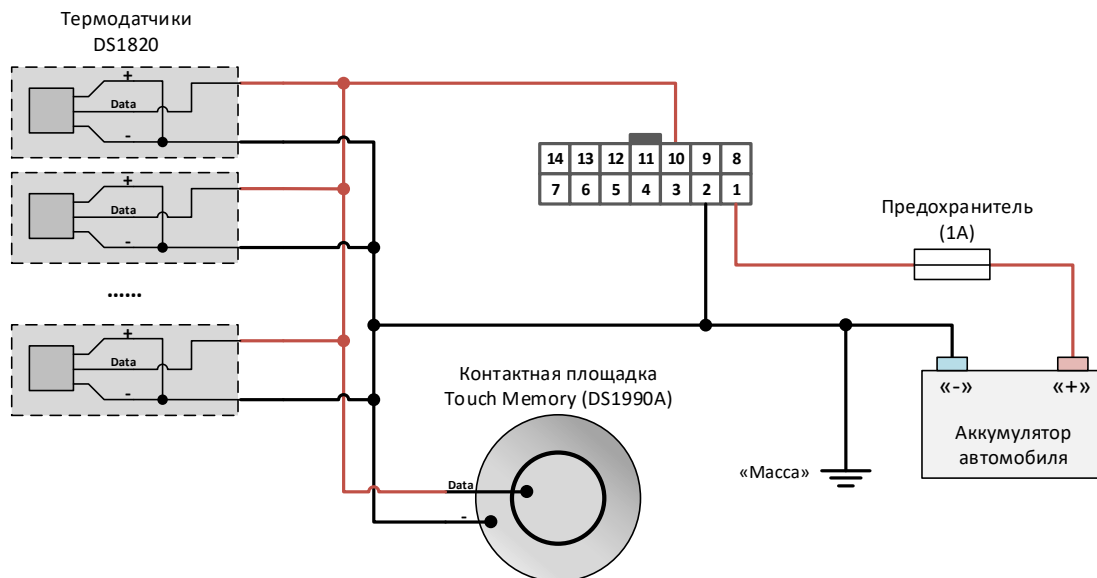 Термодатчики
DS1820
+
Data
-
+
Data
-
......
+
Data
-
14 13 12 11 10 9 8
7 6 5 4 3 2 1
Предохранитель
(1А)
«-» «+»
Аккумулятор
автомобиля
«Масса»
Контактная площадка
Touch Memory (DS1990A)
Data
-